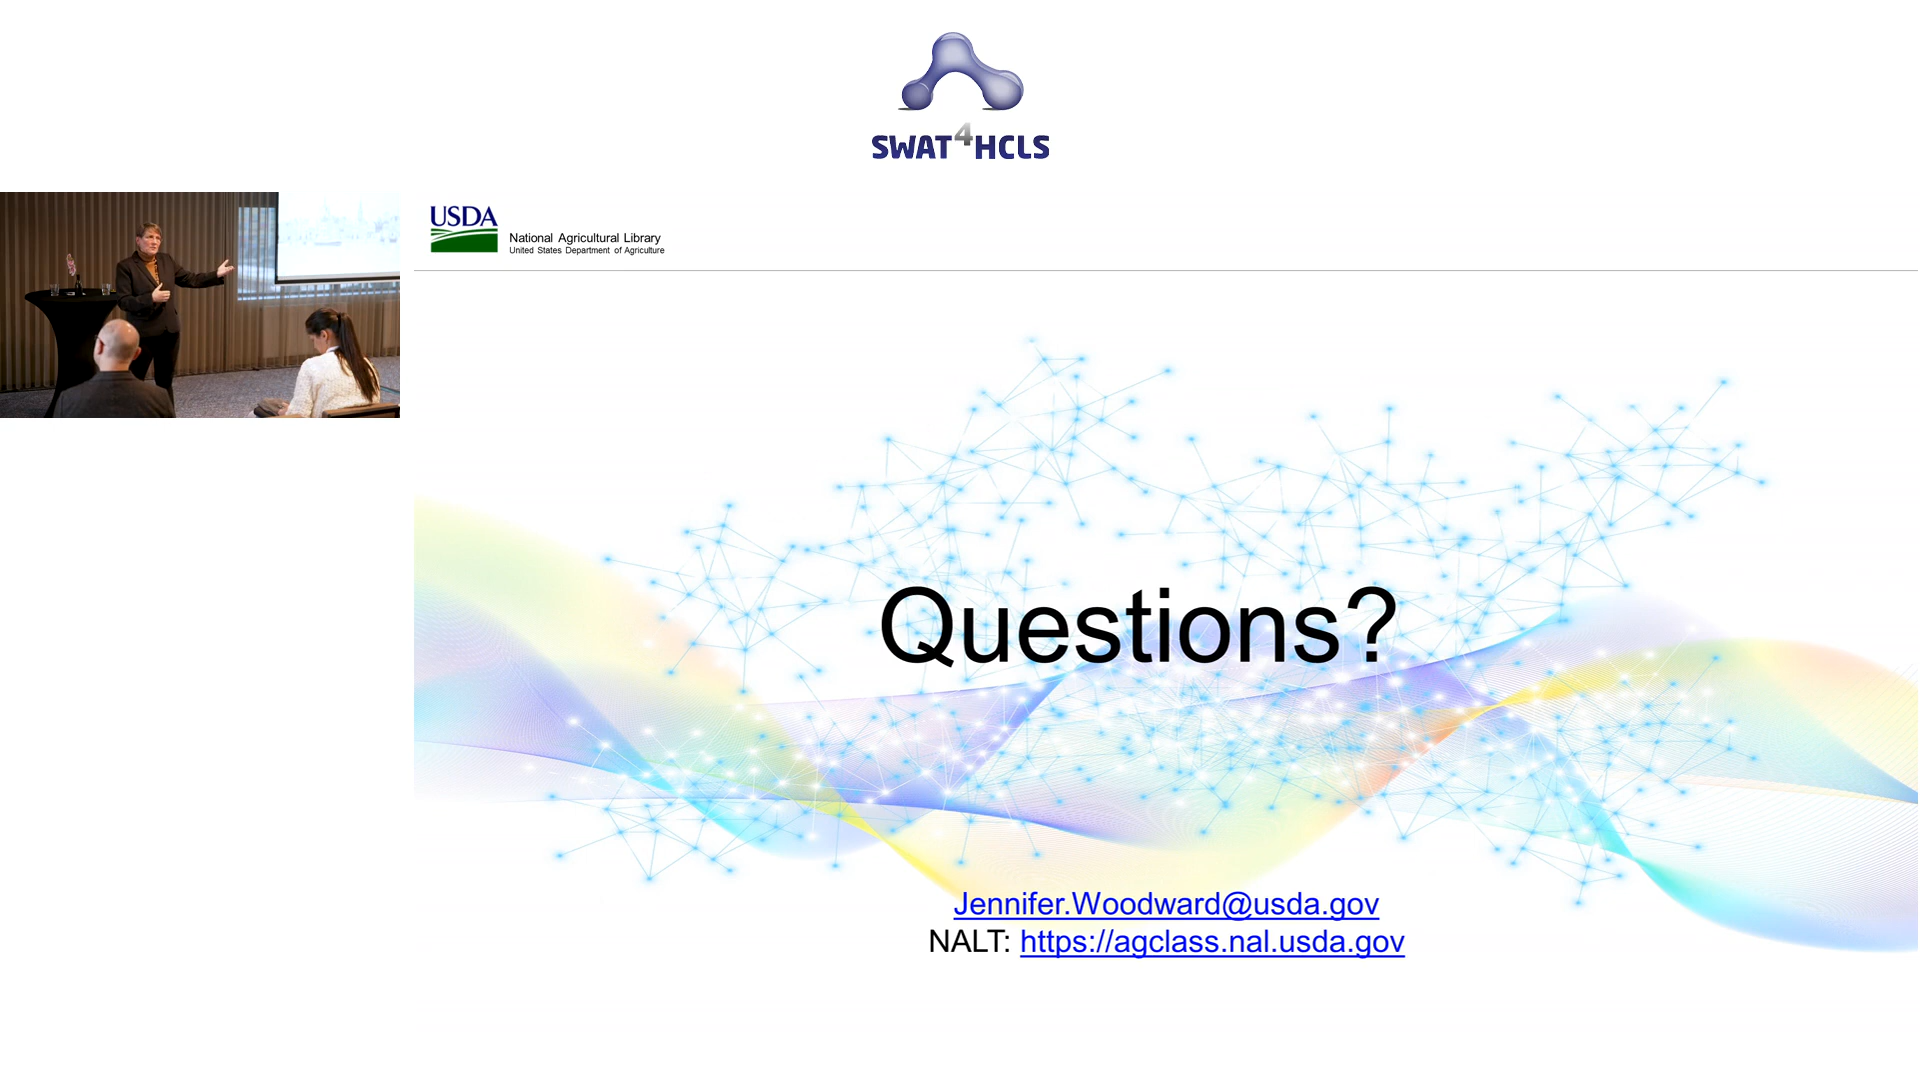 SWAT4HCLS
USDA
National Agricultural Library
United States Department of Agriculture
Questions?
Jennifer.Woodward@usda.gov
NALT: https://agclass.nal.usda.gov